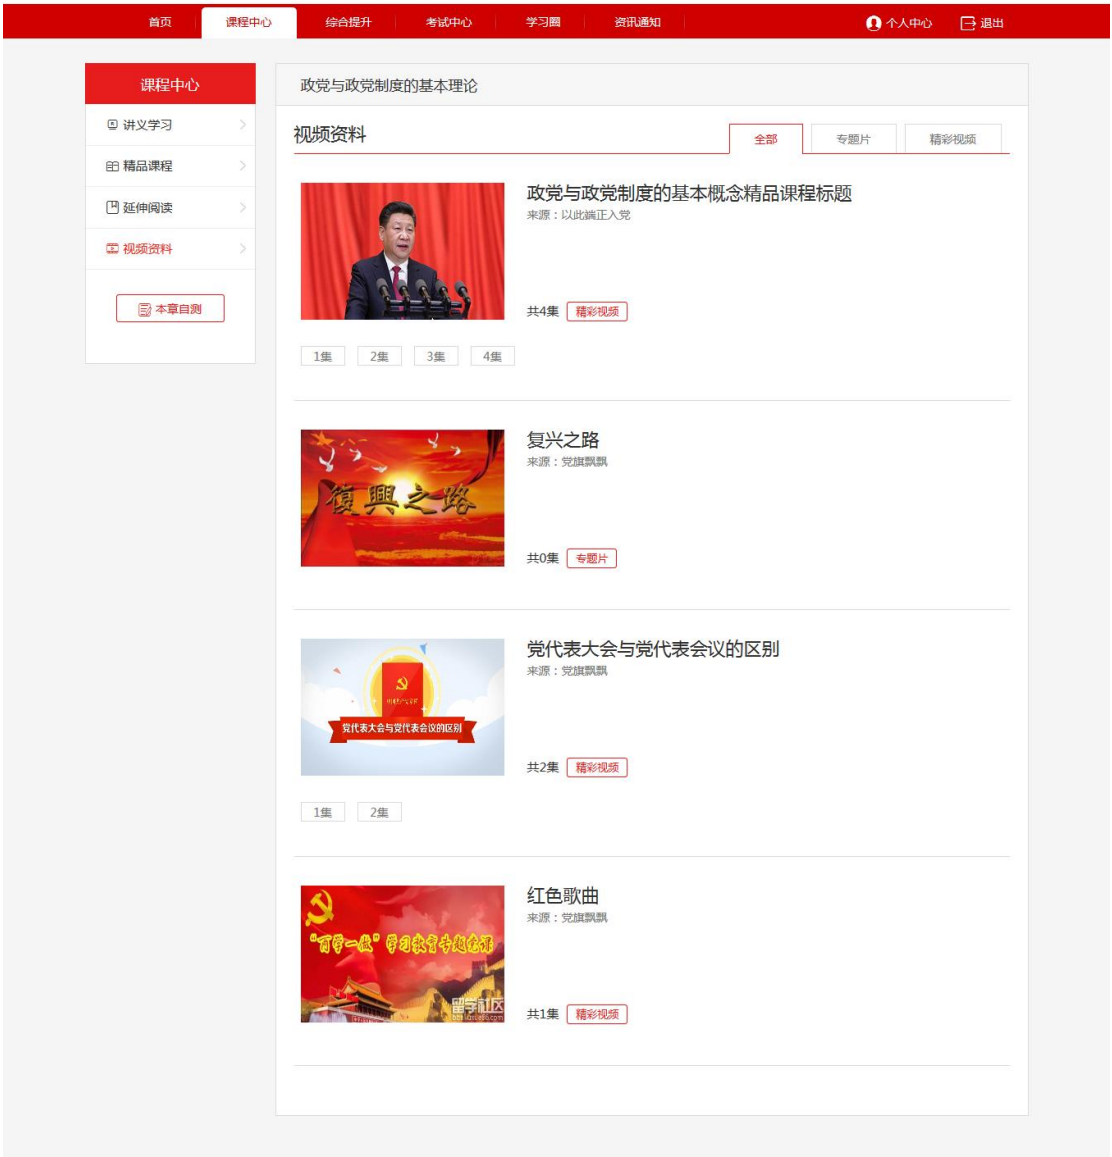 首页 课程中心 综合提升 考试中心 学习圈 资讯通知 个人中心 退出
课程中心
讲义学习
精品课程
延伸阅读
视频资料
本章自测
政党与政党制度的基本理论
视频资料 全部 专题片 精彩视频
政党与政党制度的基本概念精品课程标题
来源：以此端正入党
共4集 精彩视频
1集 2集 3集 4集
復興之路
复兴之路
来源：党旗飘飘
共0集 专题片
党代表大会与党代表会议的区别
党代表大会与党代表会议的区别
来源：党旗飘飘
共2集 精彩视频
1集 2集
“两学一做”学习教育专题党课
留学社区
红色歌曲
来源：党旗飘飘
共1集 精彩视频